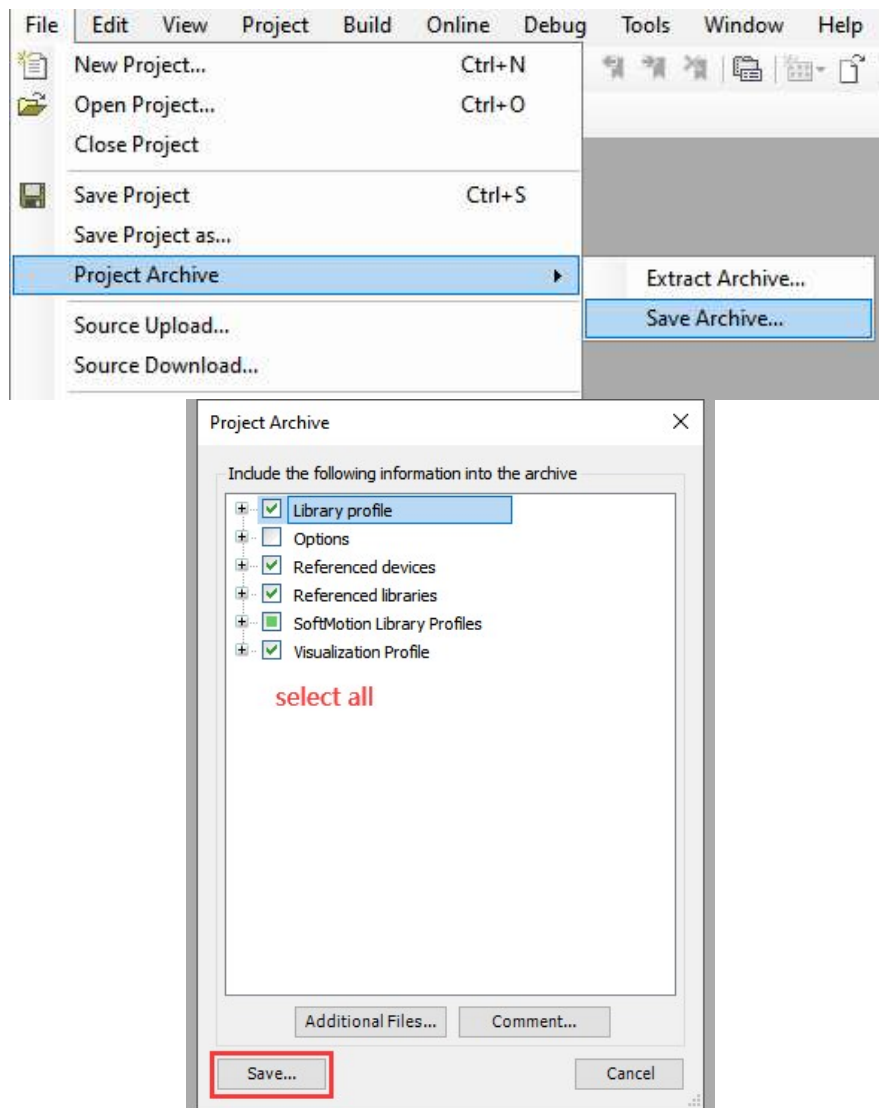 File Edit View Project Build Online Debug Tools Window Help
New Project... Ctrl+N
Open Project... Ctrl+O
Close Project
Save Project Ctrl+S
Save Project as...
Project Archive
Extract Archive...
Save Archive...
Source Upload...
Source Download...
Project Archive
Include the following information into the archive
Library profile
Options
Referenced devices
Referenced libraries
SoftMotion Library Profiles
Visualization Profile
select all
Additional Files... Comment...
Save... Cancel